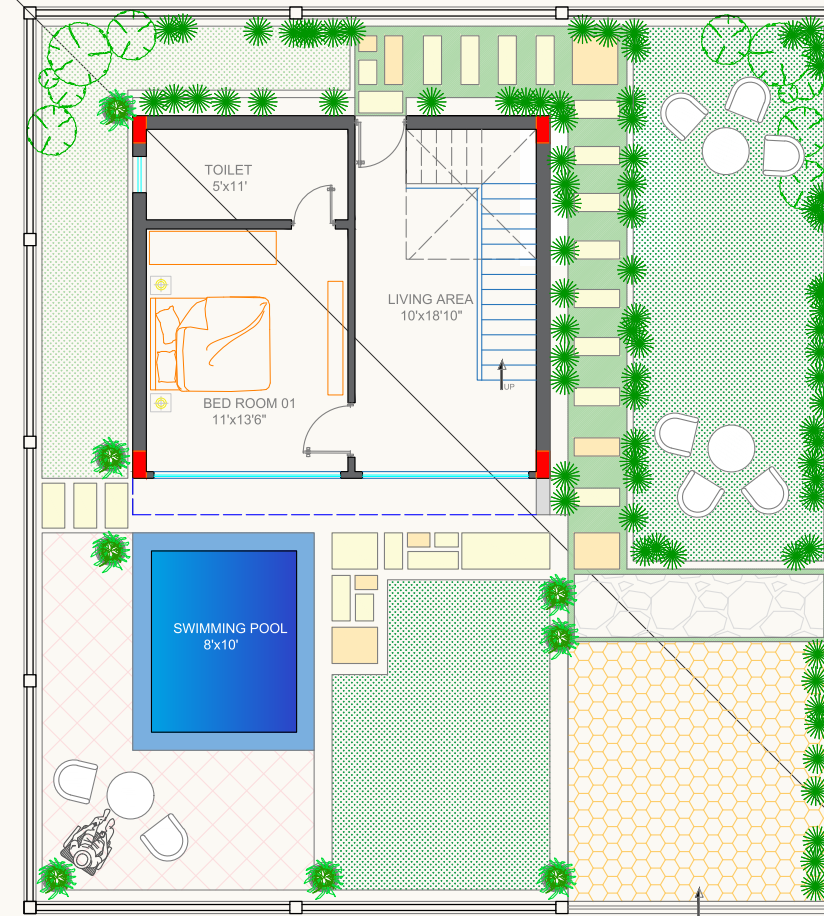 TOILET
5'x11'
LIVING AREA
10'x18'10"
UP
BED ROOM 01
11'x13'6"
SWIMMING POOL
8'x10'